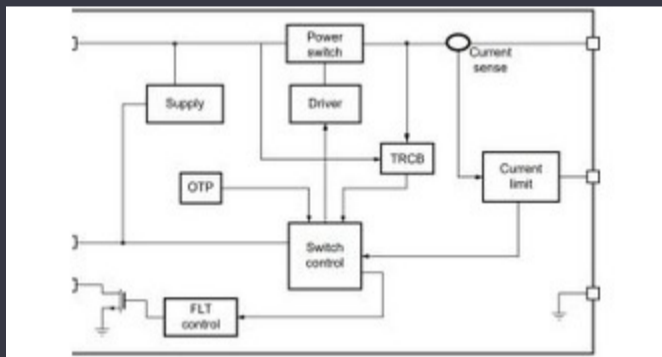 Power
switch
Current
sense
Supply
Driver
TRCB
Current
limit
OTP
Switch
control
FLT
control